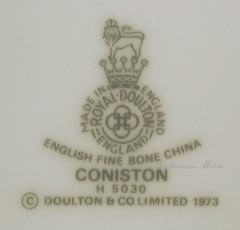 MADE IN ENGLAND
ROYAL DOULTON
ENGLAND
ENGLISH FINE BONE CHINA
CONISTON
H 5030
© DOULTON & CO. LIMITED 1973